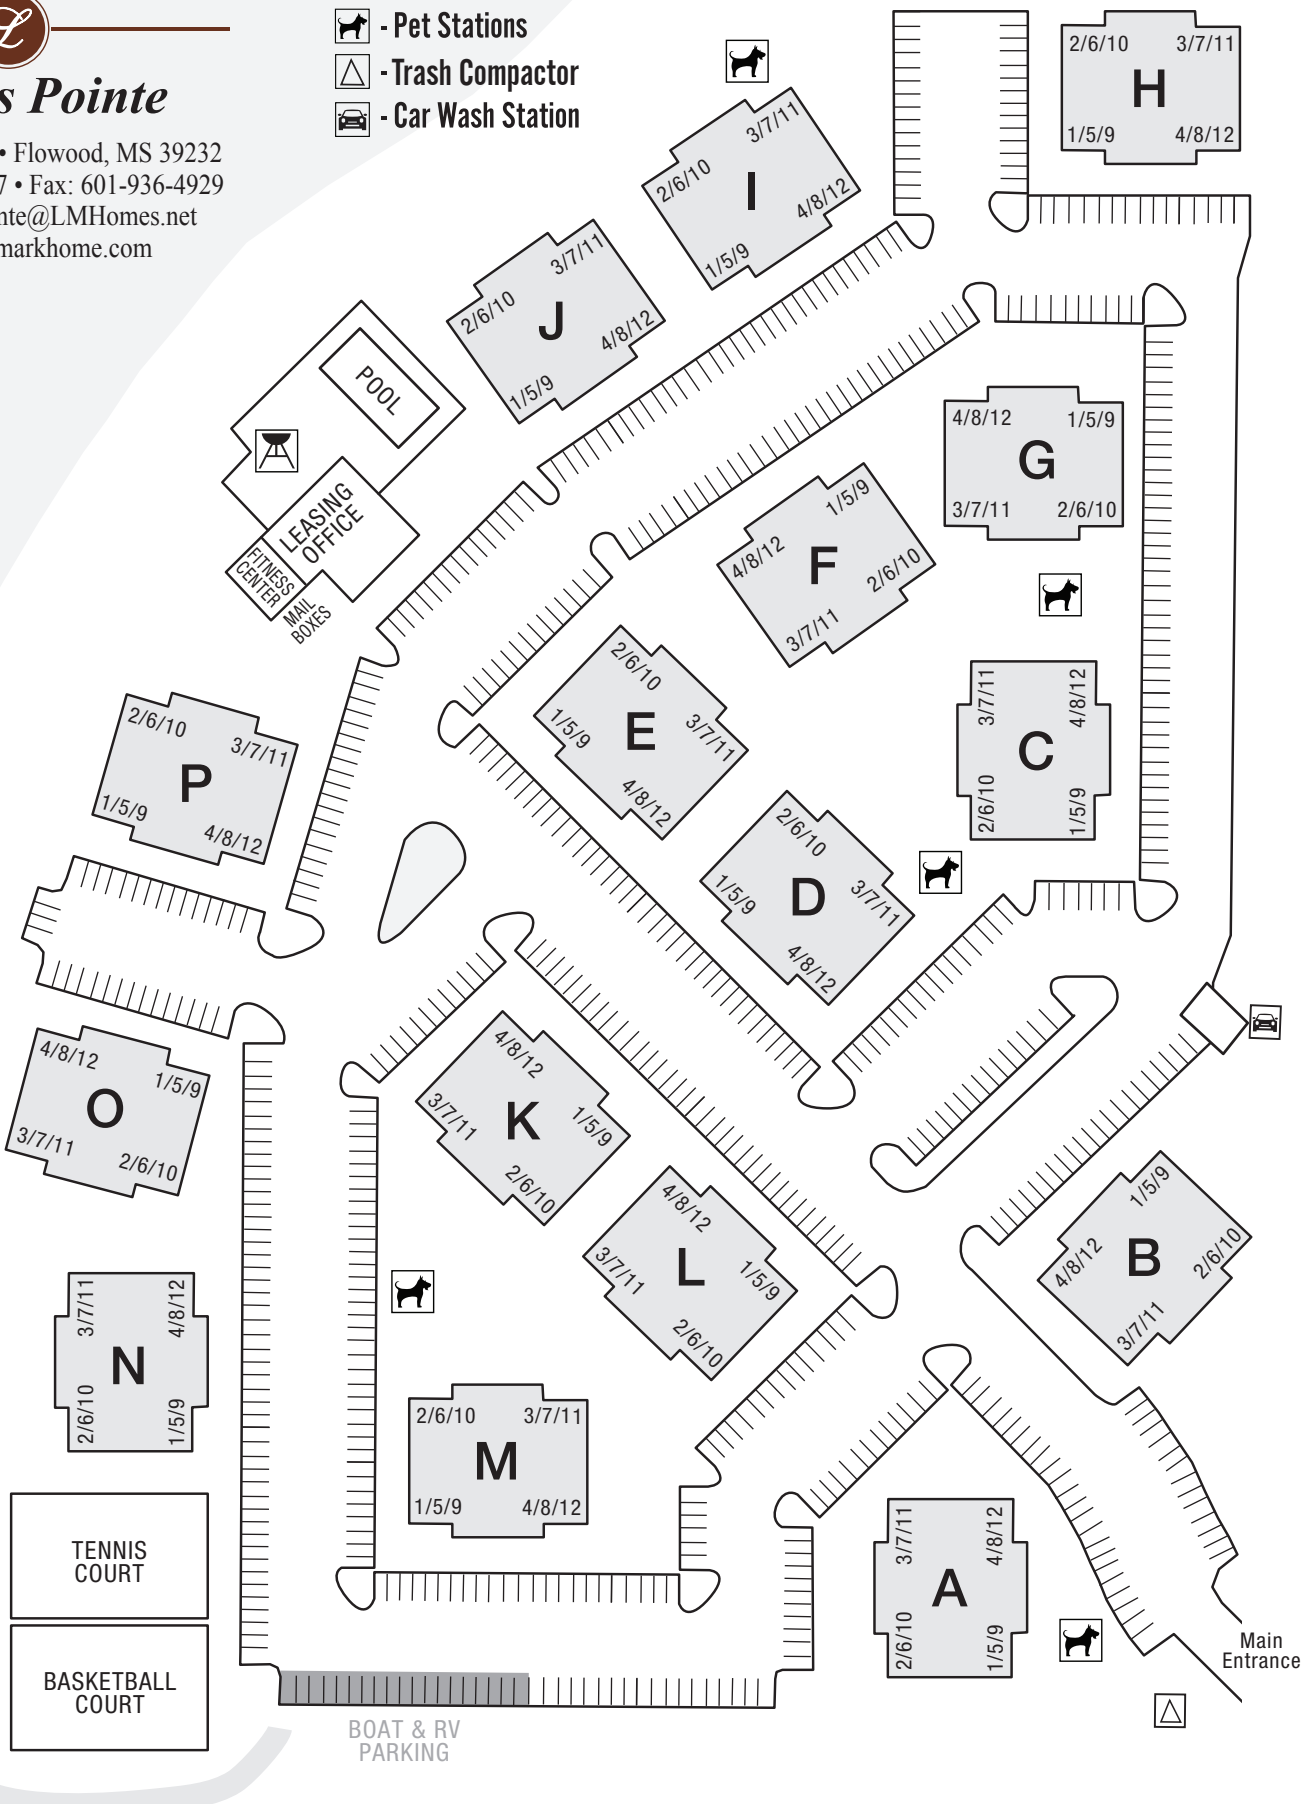 L
s Pointe
• Flowood, MS 39232
7 • Fax: 601-936-4929
nte@LMHomes.net
markhome.com
- Pet Stations
- Trash Compactor
- Car Wash Station
2/6/10 3/7/11
H
1/5/9 4/8/12
3/7/11
2/6/10
I
4/8/12
1/5/9
3/7/11
2/6/10
J
4/8/12
1/5/9
POOL
LEASING
OFFICE
FITNESS
CENTER
MAIL
BOXES
4/8/12 1/5/9
G
3/7/11 2/6/10
1/5/9
4/8/12
F
2/6/10
3/7/11
2/6/10
1/5/9
E
3/7/11
4/8/12
3/7/11 4/8/12
C
2/6/10 1/5/9
2/6/10
3/7/11
P
1/5/9
4/8/12
2/6/10
1/5/9
D
3/7/11
4/8/12
4/8/12
1/5/9
O
3/7/11
2/6/10
4/8/12
3/7/11
K
1/5/9
2/6/10
4/8/12
3/7/11
L
1/5/9
2/6/10
1/5/9
4/8/12
B
2/6/10
3/7/11
3/7/11 4/8/12
N
2/6/10 1/5/9
2/6/10 3/7/11
M
1/5/9 4/8/12
3/7/11 4/8/12
A
2/6/10 1/5/9
TENNIS
COURT
BASKETBALL
COURT
Main
Entrance
BOAT & RV
PARKING